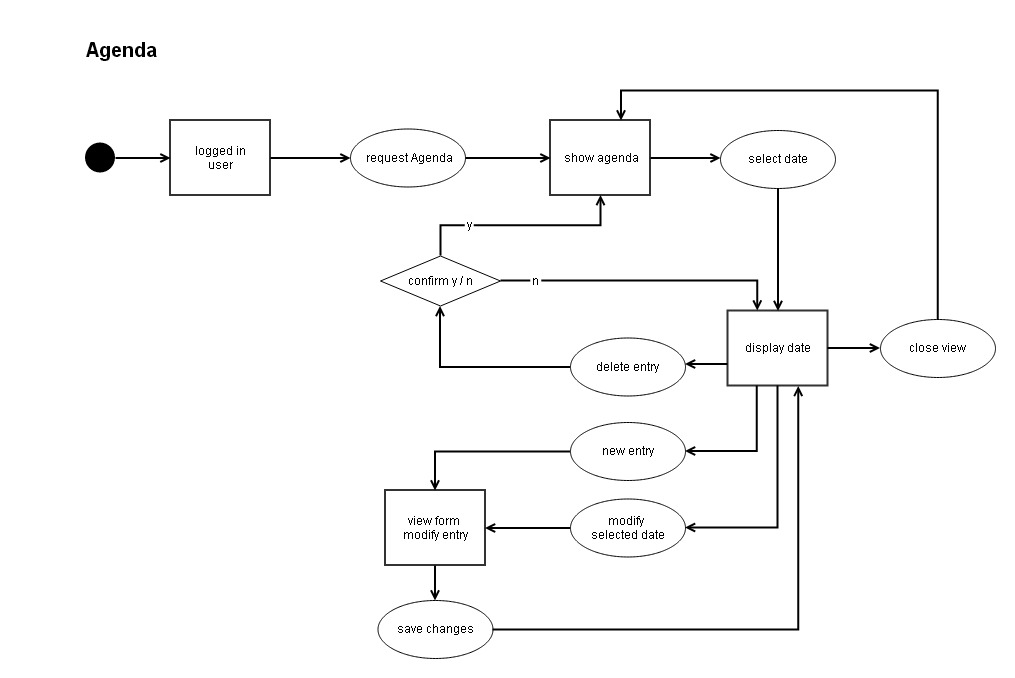 Agenda
logged in
user
request Agenda
show agenda
select date
y
confirm y / n
n
display date
close view
delete entry
new entry
view form
modify entry
modify
selected date
save changes